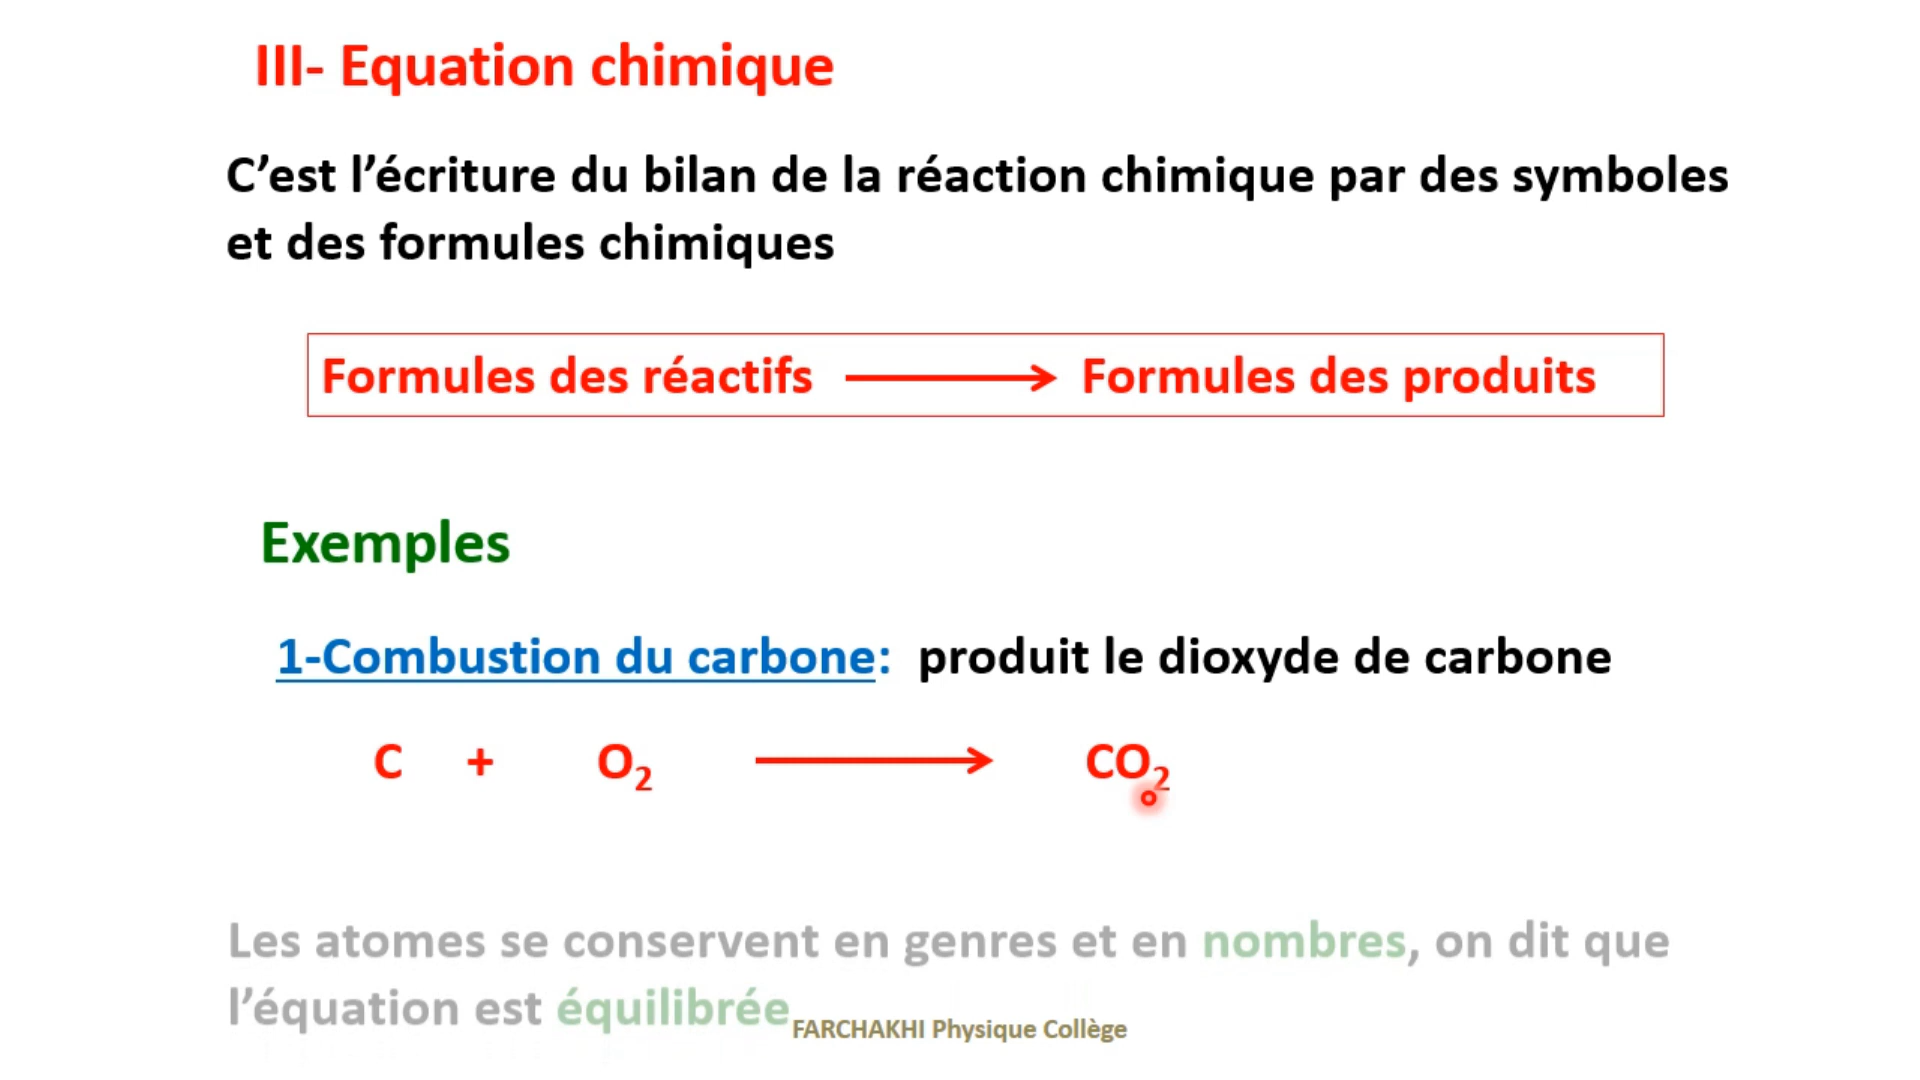 III- Equation chimique
C’est l’écriture du bilan de la réaction chimique par des symboles
et des formules chimiques
Formules des réactifs ⟶ Formules des produits
Exemples
1-Combustion du carbone: produit le dioxyde de carbone
C + O₂ ⟶ CO₂
Les atomes se conservent en genres et en nombres, on dit que
l’équation est équilibrée
FARCHAKHI Physique Collège